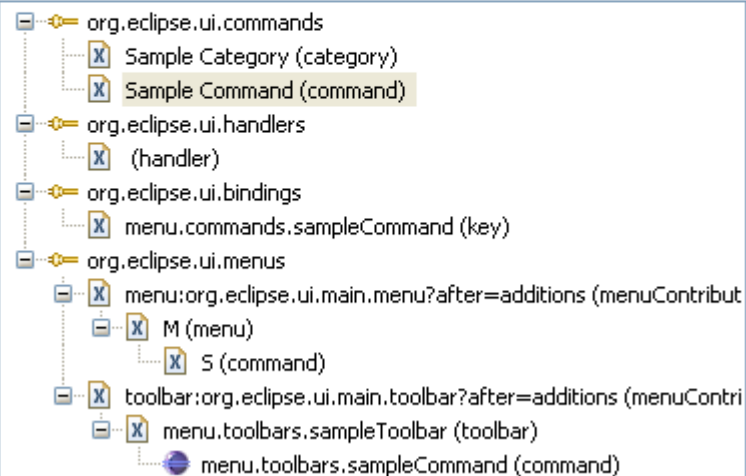 org.eclipse.ui.commands
Sample Category (category)
Sample Command (command)
org.eclipse.ui.handlers
(handler)
org.eclipse.ui.bindings
menu.commands.sampleCommand (key)
org.eclipse.ui.menus
menu:org.eclipse.ui.main.menu?after=additions (menuContribut
M (menu)
S (command)
toolbar:org.eclipse.ui.main.toolbar?after=additions (menuContri
menu.toolbars.sampleToolbar (toolbar)
menu.toolbars.sampleCommand (command)